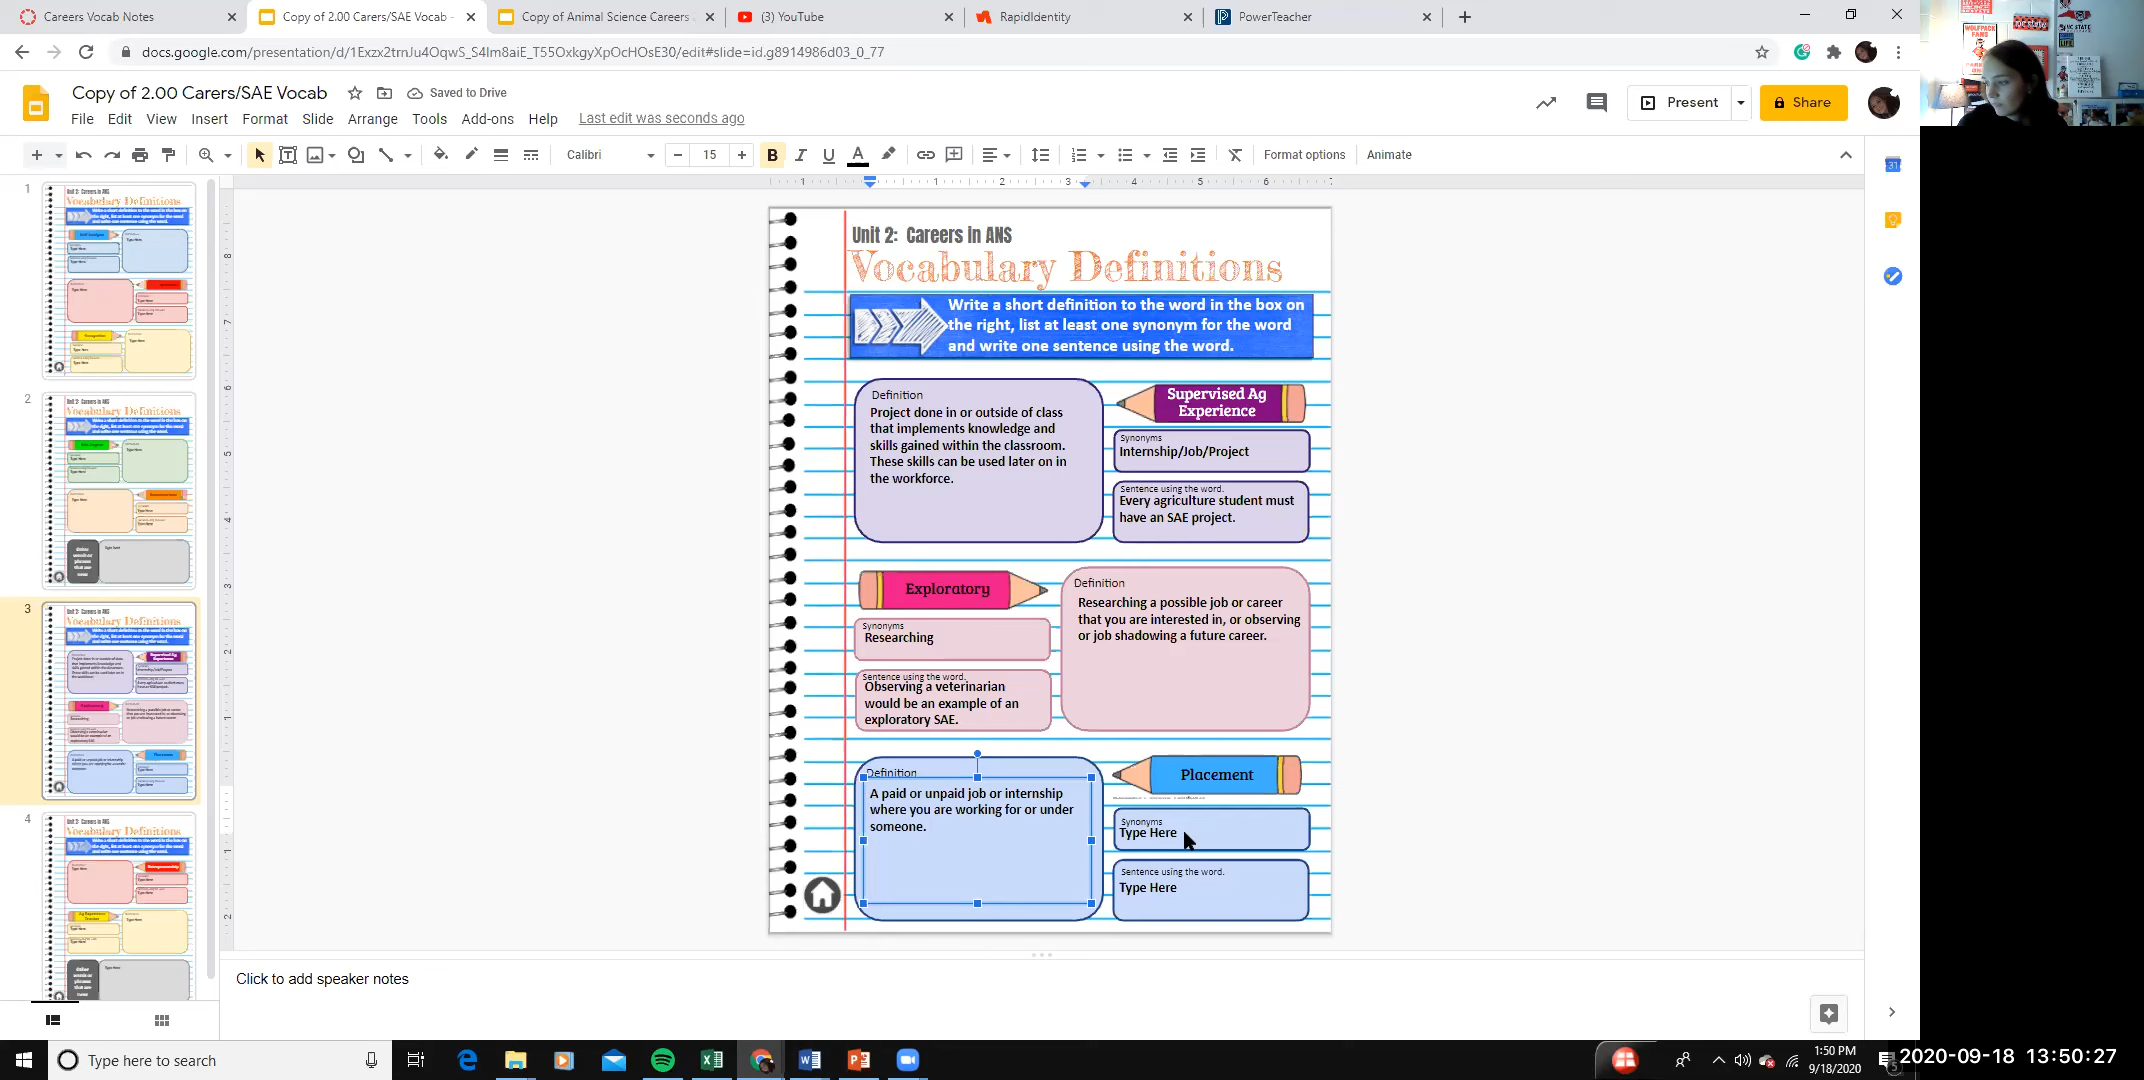 Careers Vocab Notes
Copy of 2.00 Carers/SAE Vocab -
Copy of Animal Science Careers
(3) YouTube
RapidIdentity
PowerTeacher
docs.google.com/presentation/d/1Exzx2trnJu4OqwS_S4Im8aiE_T55OxkgyXpOcHOsE30/edit#slide=id.g8914986d03_0_77
Copy of 2.00 Carers/SAE Vocab
Saved to Drive
Present
Share
File Edit View Insert Format Slide Arrange Tools Add-ons Help Last edit was seconds ago
Calibri
15
B I U A
Format options
Animate
Unit 2: Careers in ANS
Vocabulary Definitions
Write a short definition to the word in the box on
the right, list at least one synonym for the word
and write one sentence using the word.
Definition
Project done in or outside of class
that implements knowledge and
skills gained within the classroom.
These skills can be used later on in
the workforce.
Supervised Ag
Experience
Synonyms
Internship/Job/Project
Sentence using the word.
Every agriculture student must
have an SAE project.
Exploratory
Synonyms
Researching
Sentence using the word.
Observing a veterinarian
would be an example of an
exploratory SAE.
Definition
Researching a possible job or career
that you are interested in, or observing
or job shadowing a future career.
Definition
A paid or unpaid job or internship
where you are working for or under
someone.
Placement
Synonyms
Type Here
Sentence using the word.
Type Here
Click to add speaker notes
Type here to search
1:50 PM
9/18/2020
2020-09-18 13:50:27